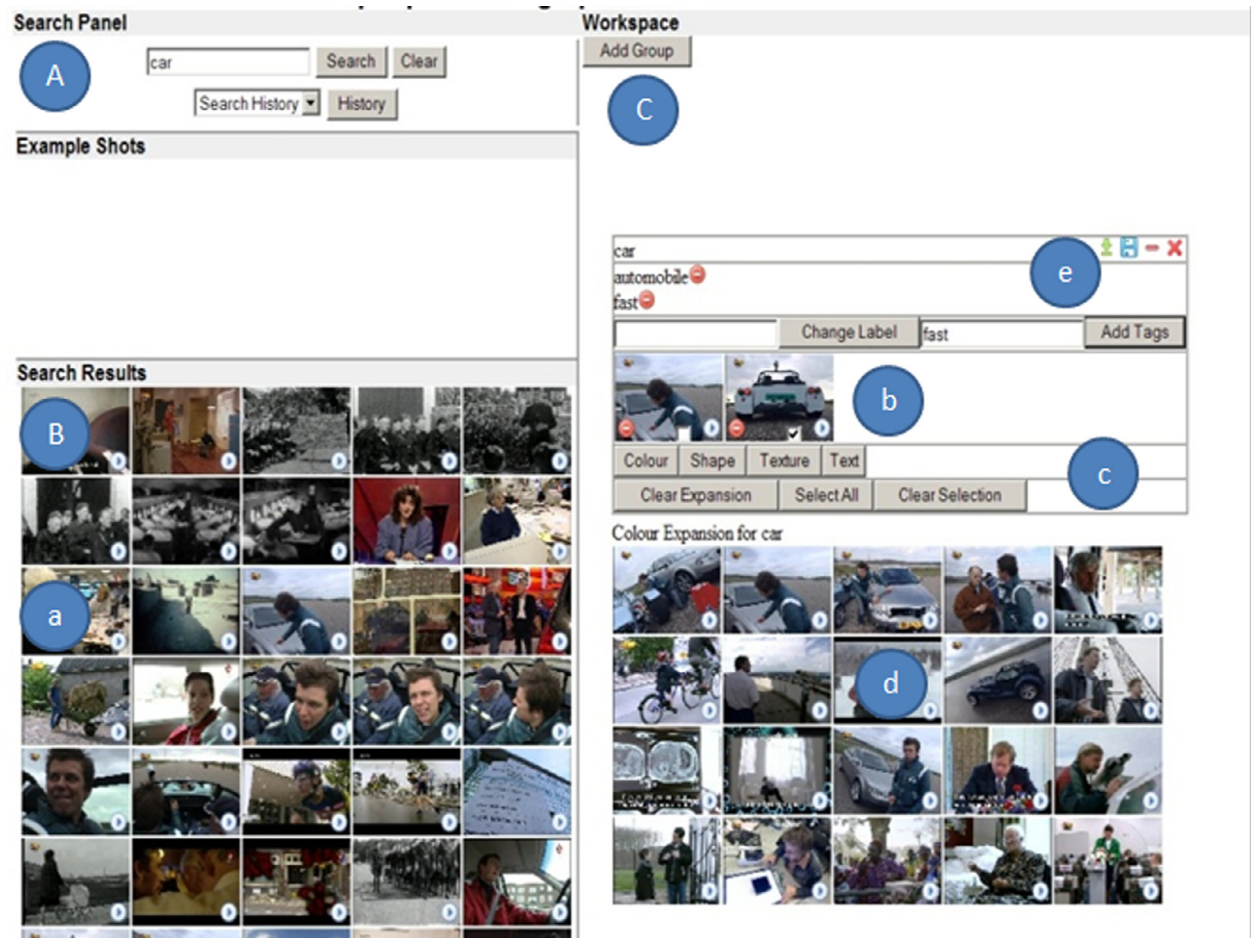 Search Panel
A
car
Search
Clear
Search History
History
Example Shots
Search Results
B
a
Workspace
Add Group
C
car
e
automobile
fast
Change Label
fast
Add Tags
b
Colour
Shape
Texture
Text
c
Clear Expansion
Select All
Clear Selection
Colour Expansion for car
d